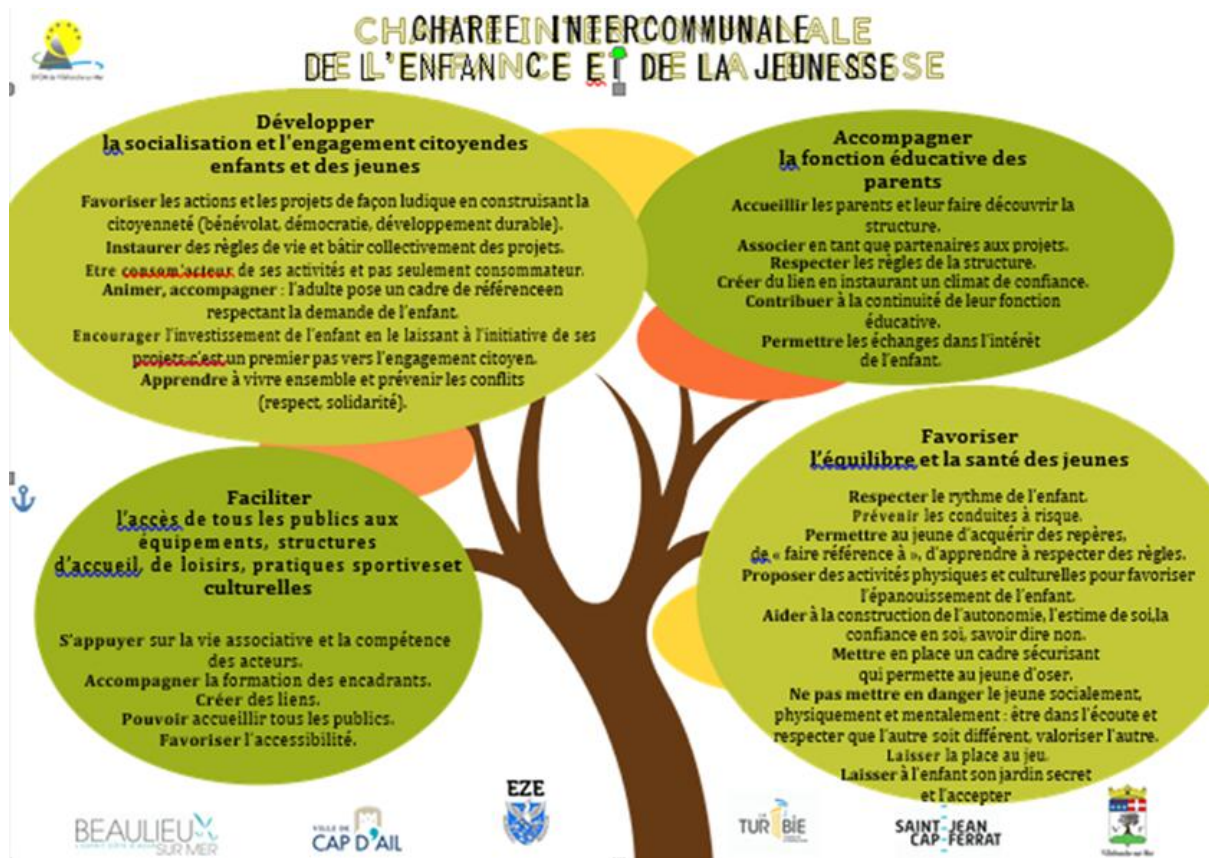 CHARTE INTERCOMMUNALE
DE L'ENFANCE ET DE LA JEUNESSE
Développer
la socialisation et l'engagement citoyendes
enfants et des jeunes
Favoriser les actions et les projets de façon ludique en construisant la
citoyenneté (bénévolat, démocratie, développement durable).
Instaurer des règles de vie et bâtir collectivement des projets.
Etre consom'acteur de ses activités et pas seulement consommateur.
Animer, accompagner : l'adulte pose un cadre de référenceen
respectant la demande de l'enfant.
Encourager l'investissement de l'enfant en le laissant à l'initiative de ses
projets:c'est un premier pas vers l'engagement citoyen.
Apprendre à vivre ensemble et prévenir les conflits
(respect, solidarité).
Accompagner
la fonction éducative des
parents
Accueillir les parents et leur faire découvrir la
structure.
Associer en tant que partenaires aux projets.
Respecter les règles de la structure.
Créer du lien en instaurant un climat de confiance.
Contribuer à la continuité de leur fonction
éducative.
Permettre les échanges dans l'intérêt
de l'enfant.
Faciliter
l'accès de tous les publics aux
équipements, structures
d'accueil, de loisirs, pratiques sportiveset
culturelles
S'appuyer sur la vie associative et la compétence
des acteurs.
Accompagner la formation des encadrants.
Créer des liens.
Pouvoir accueillir tous les publics.
Favoriser l'accessibilité.
Favoriser
l'équilibre et la santé des jeunes
Respecter le rythme de l'enfant.
Prévenir les conduites à risque.
Permettre au jeune d'acquérir des repères,
de « faire référence à », d'apprendre à respecter des règles.
Proposer des activités physiques et culturelles pour favoriser
l'épanouissement de l'enfant.
Aider à la construction de l'autonomie, l'estime de soi,la
confiance en soi, savoir dire non.
Mettre en place un cadre sécurisant
qui permette au jeune d'oser.
Ne pas mettre en danger le jeune socialement,
physiquement et mentalement : être dans l'écoute et
respecter que l'autre soit différent, valoriser l'autre.
Laisser la place au jeu.
Laisser à l'enfant son jardin secret
et l'accepter
BEAULIEU
SUR MER
VILLE DE
CAP D'AIL
EZE
TURBIE
SAINT JEAN
CAP FERRAT
Villefranche-sur-Mer